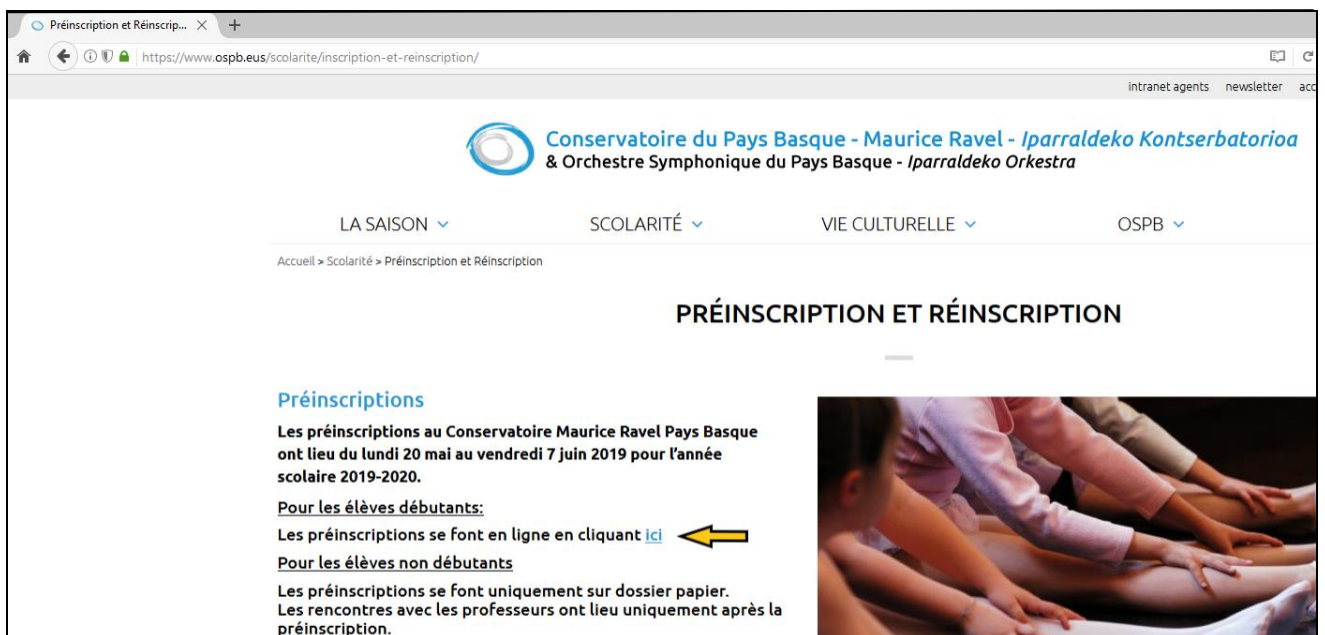 Préinscription et Réinscrip...
https://www.ospb.eus/scolarite/inscription-et-reinscription/
intranet agents newsletter acc
Conservatoire du Pays Basque - Maurice Ravel - Iparraldeko Kontserbatorioa
& Orchestre Symphonique du Pays Basque - Iparraldeko Orkestra
LA SAISON SCOLARITÉ VIE CULTURELLE OSPB
Accueil > Scolarité > Préinscription et Réinscription
PRÉINSCRIPTION ET RÉINSCRIPTION
Préinscriptions
Les préinscriptions au Conservatoire Maurice Ravel Pays Basque
ont lieu du lundi 20 mai au vendredi 7 juin 2019 pour l’année
scolaire 2019-2020.
Pour les élèves débutants:
Les préinscriptions se font en ligne en cliquant ici
Pour les élèves non débutants
Les préinscriptions se font uniquement sur dossier papier.
Les rencontres avec les professeurs ont lieu uniquement après la
préinscription.